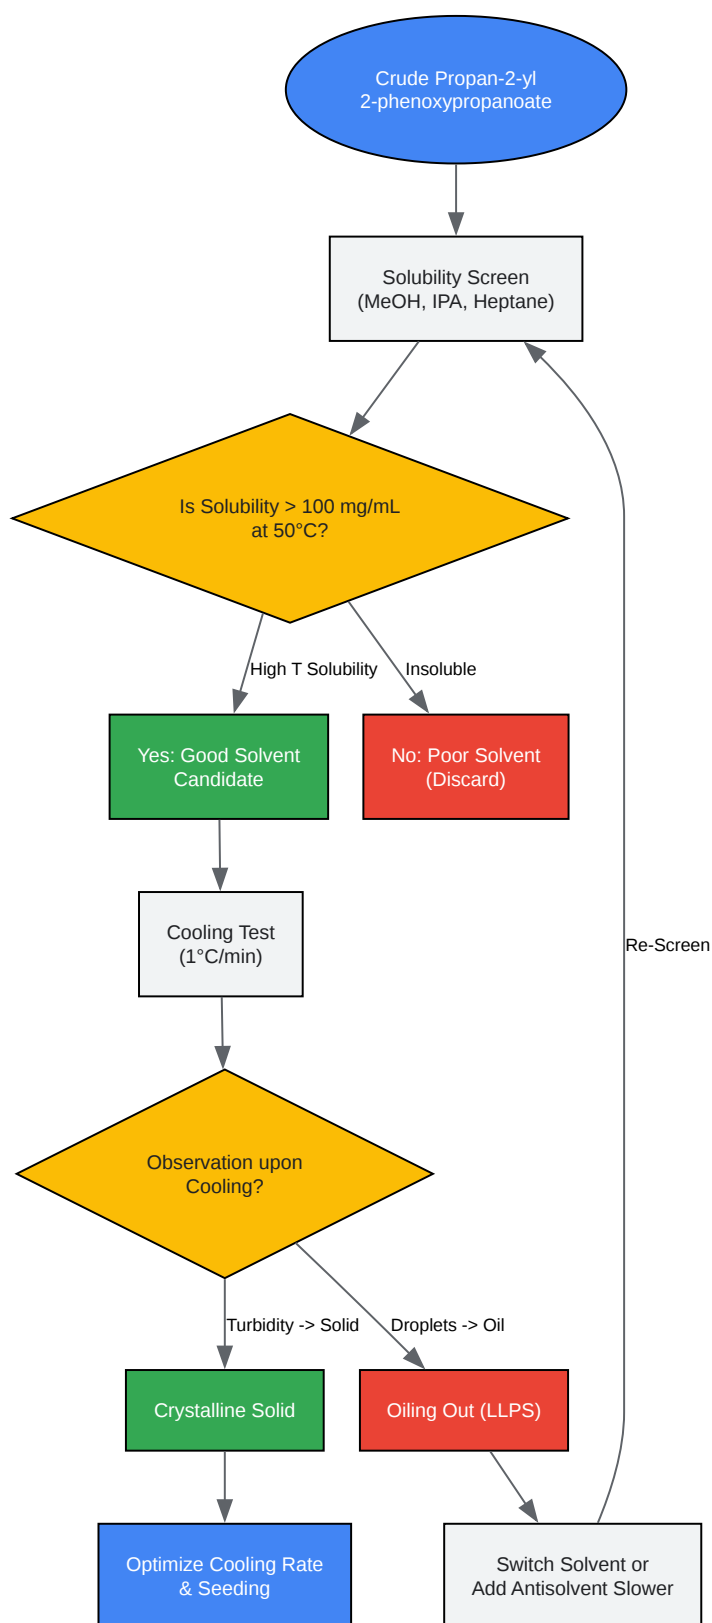 Crude Propan-2-yl
2-phenoxypropanoate
Solubility Screen
(MeOH, IPA, Heptane)
Is Solubility > 100 mg/mL
at 50°C?
High T Solubility
Insoluble
Yes: Good Solvent
Candidate
No: Poor Solvent
(Discard)
Cooling Test
(1°C/min)
Re-Screen
Observation upon
Cooling?
Turbidity -> Solid
Droplets -> Oil
Crystalline Solid
Oiling Out (LLPS)
Optimize Cooling Rate
& Seeding
Switch Solvent or
Add Antisolvent Slower